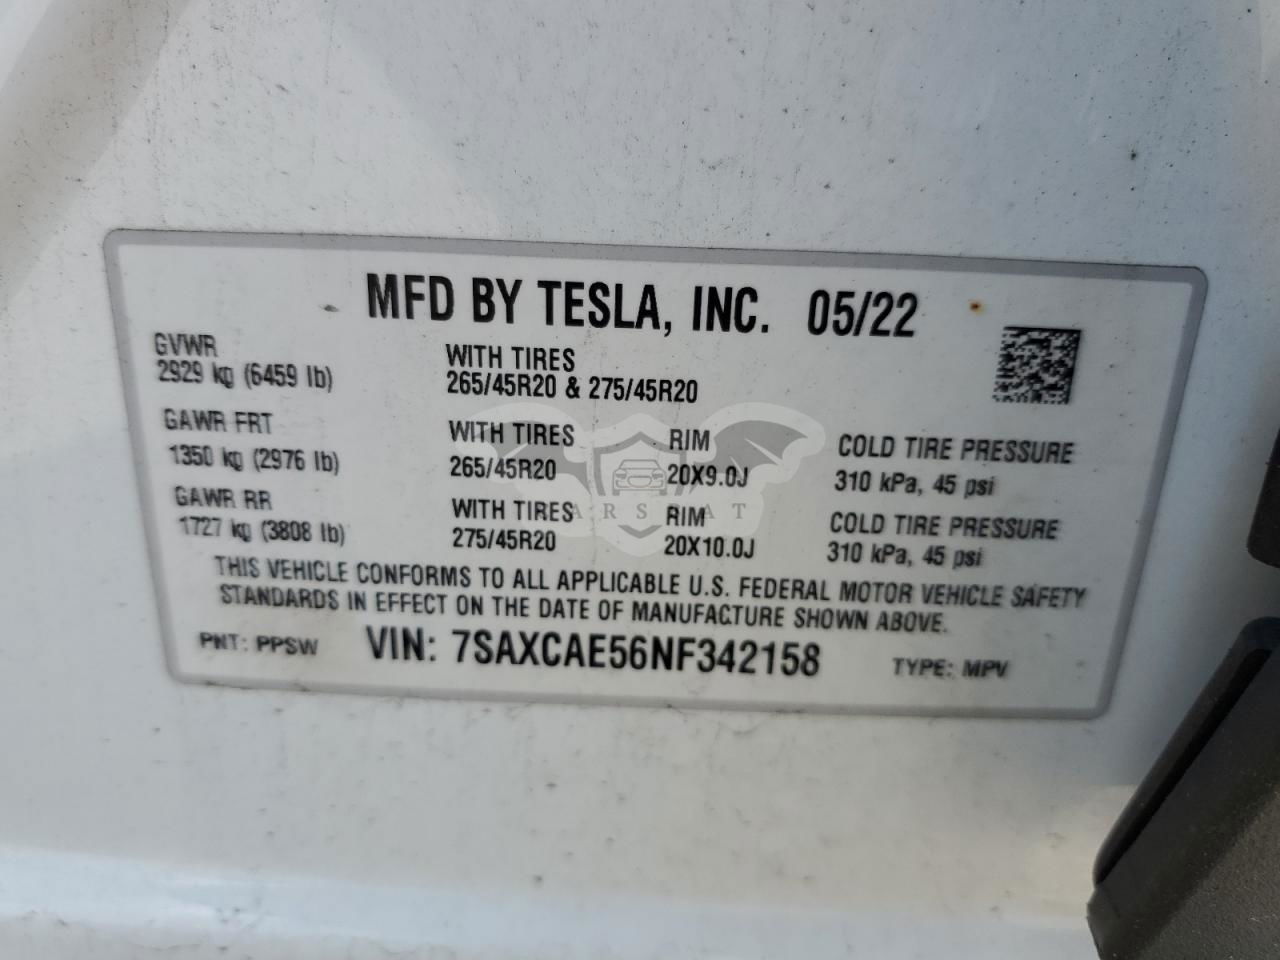 MFD BY TESLA, INC. 05/22
GVWR
2929 kg (6459 lb)
WITH TIRES
265/45R20 & 275/45R20
GAWR FRT
1350 kg (2976 lb)
WITH TIRES
265/45R20
RIM
20X9.0J
COLD TIRE PRESSURE
310 kPa, 45 psi
GAWR RR
1727 kg (3808 lb)
WITH TIRES
275/45R20
RIM
20X10.0J
COLD TIRE PRESSURE
310 kPa, 45 psi
THIS VEHICLE CONFORMS TO ALL APPLICABLE U.S. FEDERAL MOTOR VEHICLE SAFETY
STANDARDS IN EFFECT ON THE DATE OF MANUFACTURE SHOWN ABOVE.
PNT: PPSW VIN: 7SAXCAE56NF342158 TYPE: MPV